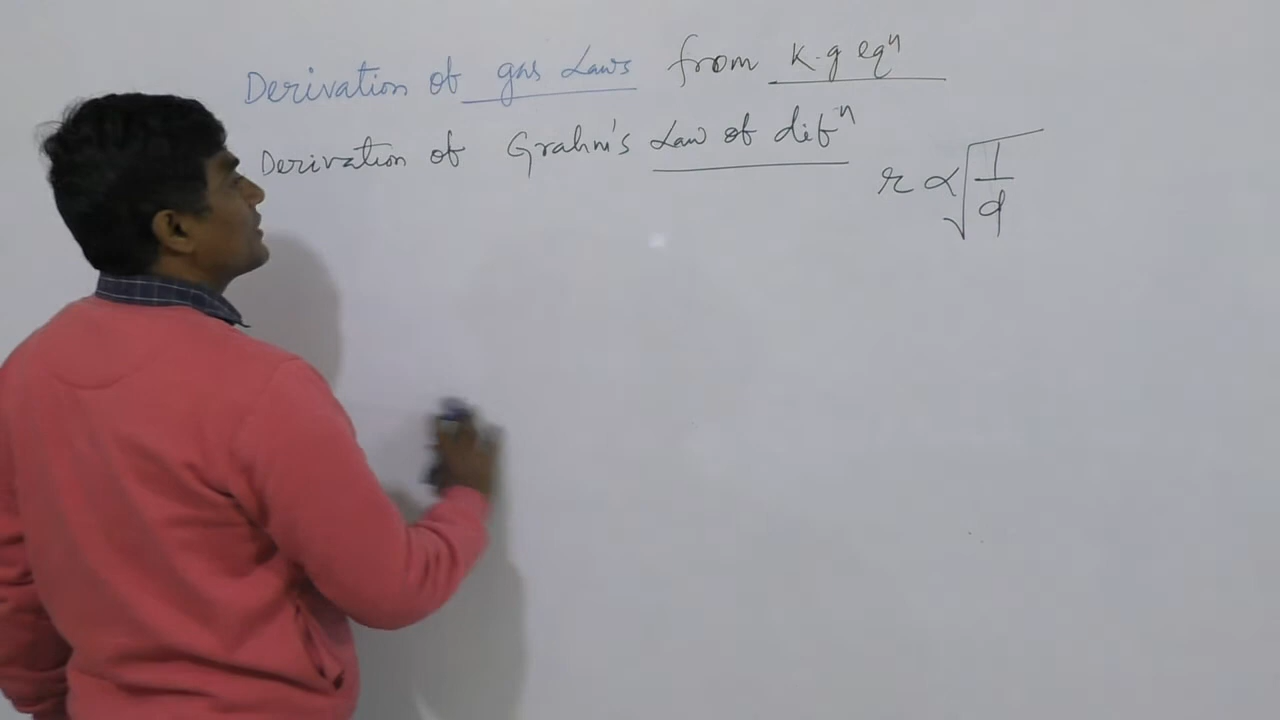 Derivation of gas Laws from K.g eqⁿ
Derivation of Grahm's Law of difⁿ
r ∝ √(1/d)